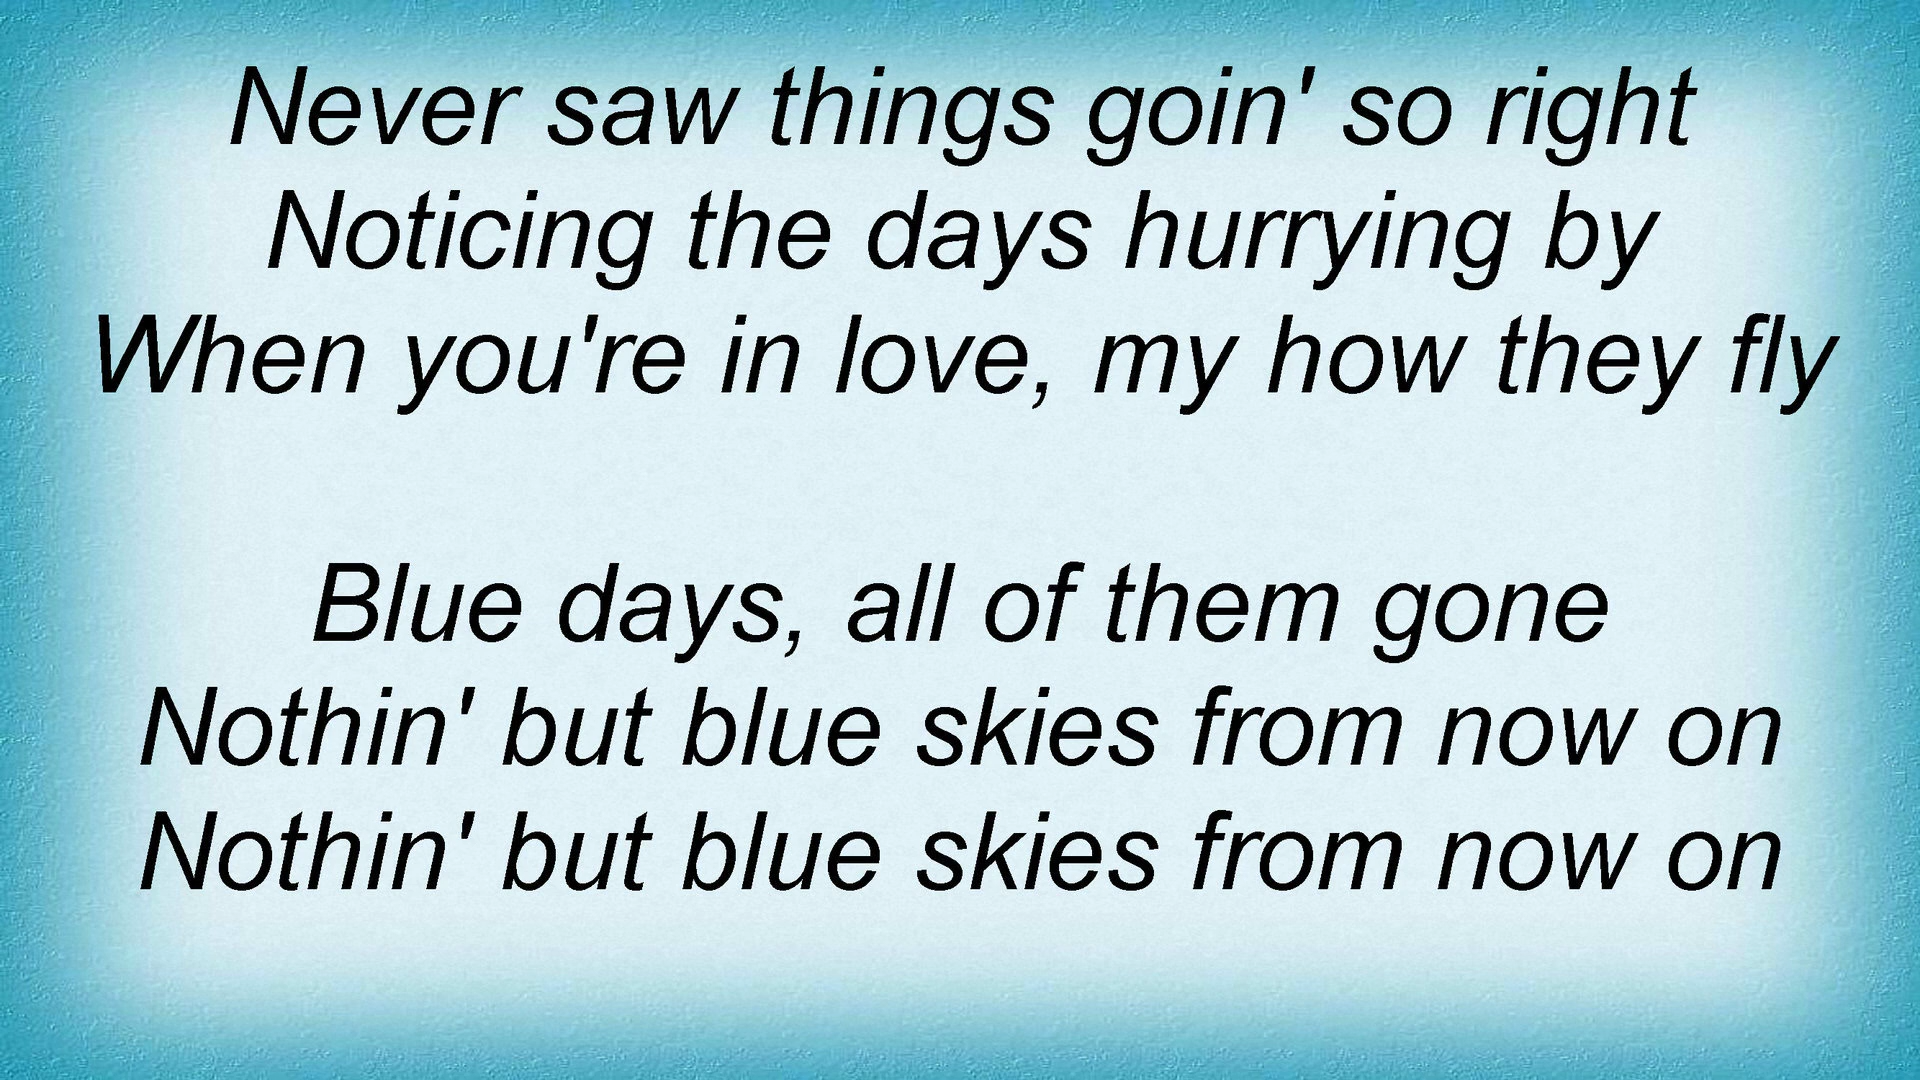 Never saw things goin' so right
Noticing the days hurrying by
When you're in love, my how they fly
Blue days, all of them gone
Nothin' but blue skies from now on
Nothin' but blue skies from now on